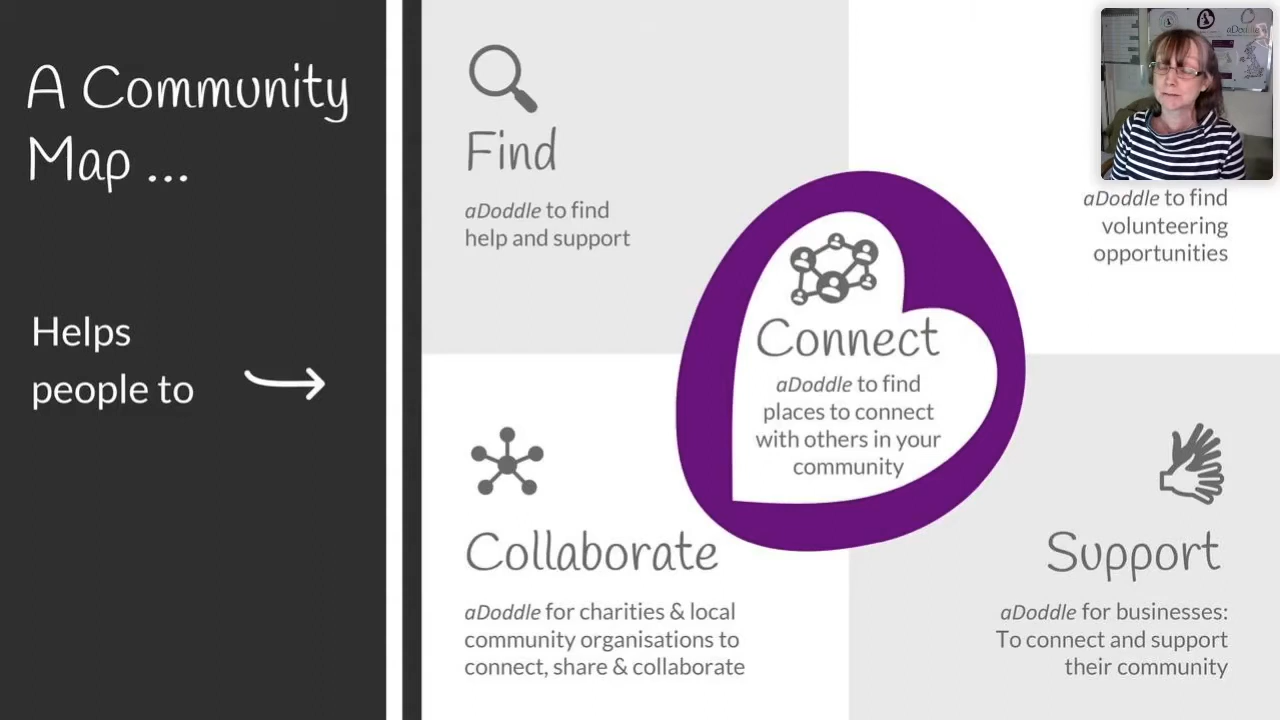 A Community
Map ...
Helps
people to
Find
aDoddle to find
help and support
aDoddle to find
volunteering
opportunities
Connect
aDoddle to find
places to connect
with others in your
community
Collaborate
aDoddle for charities & local
community organisations to
connect, share & collaborate
Support
aDoddle for businesses:
To connect and support
their community
aDoddle